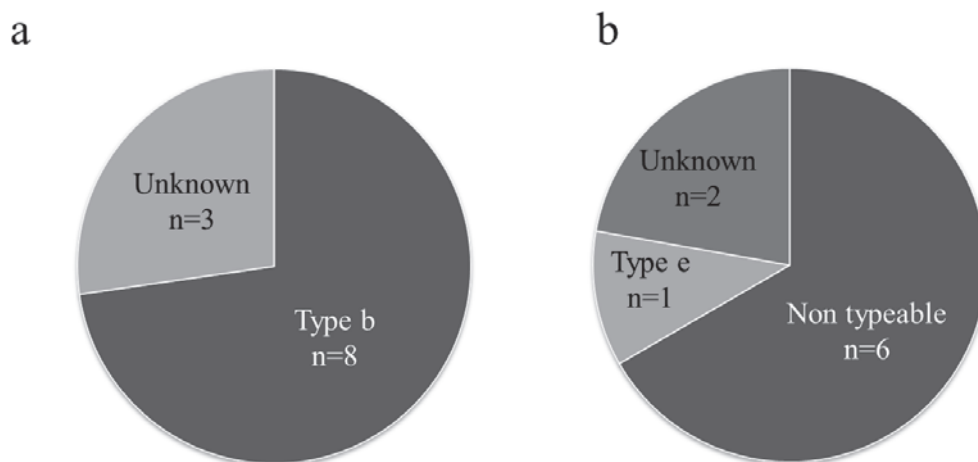 a
Unknown
n=3
Type b
n=8
b
Unknown
n=2
Type e
n=1
Non typeable
n=6